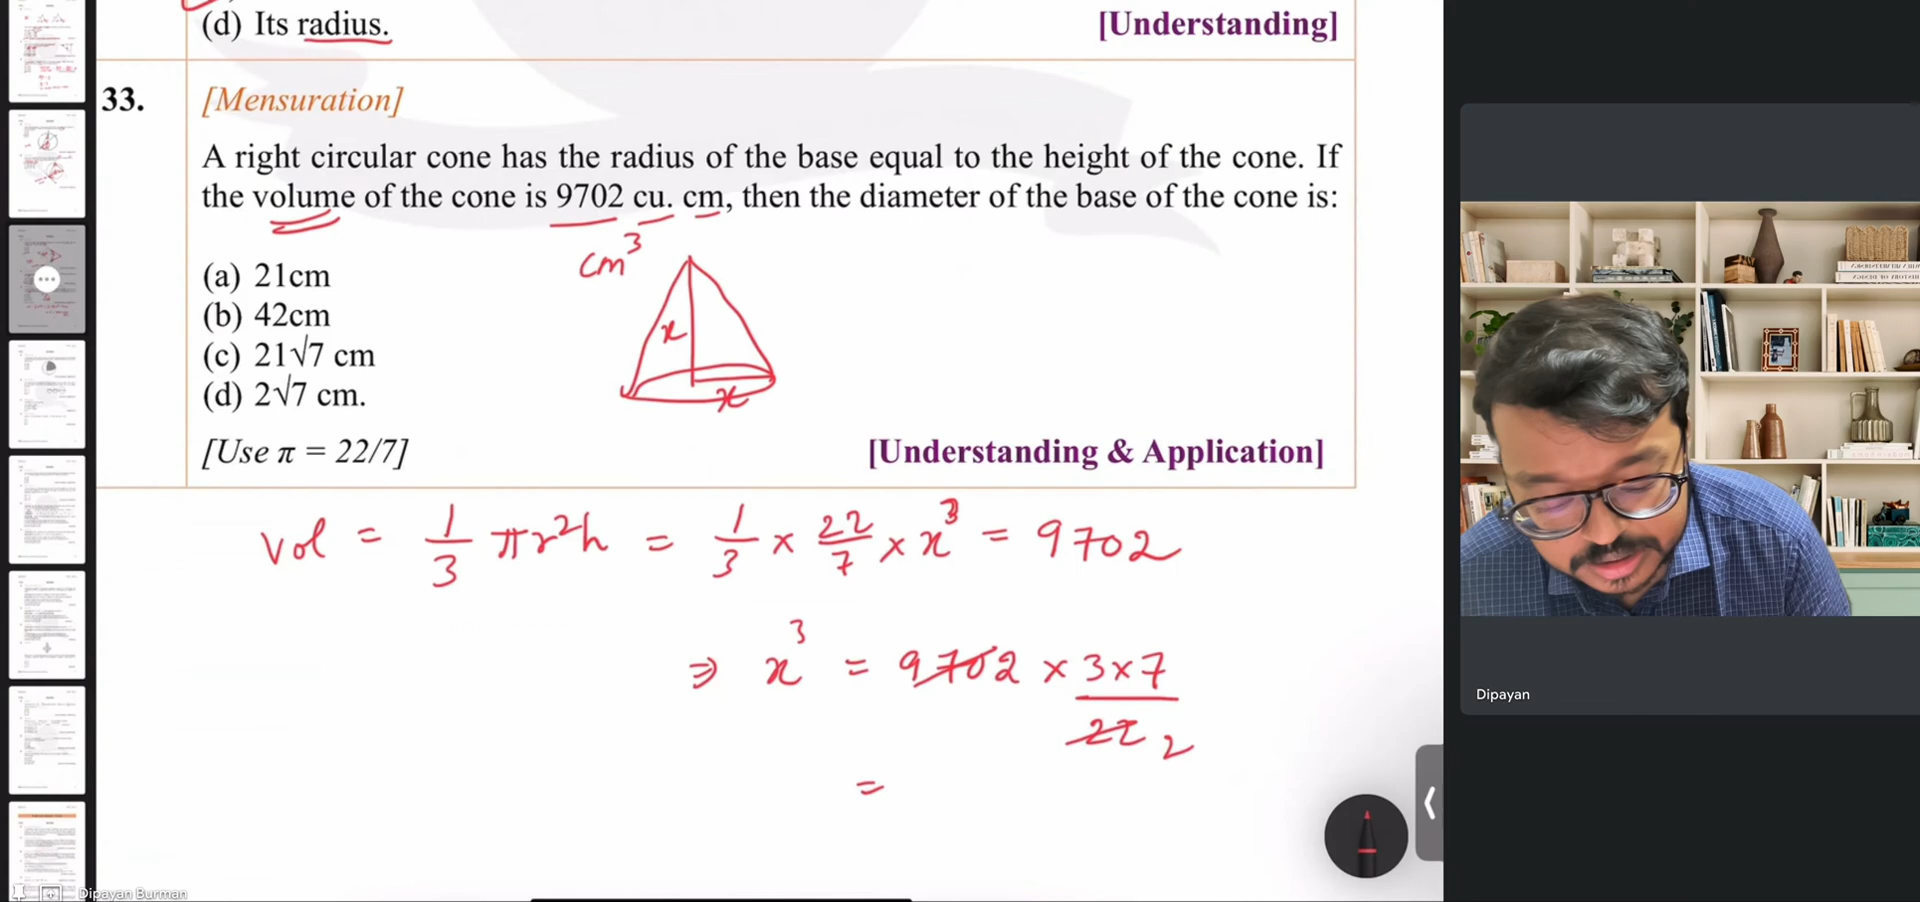 (d) Its radius. [Understanding]
33. [Mensuration]
A right circular cone has the radius of the base equal to the height of the cone. If
the volume of the cone is 9702 cu. cm, then the diameter of the base of the cone is:
cm³
(a) 21cm
(b) 42cm
x
(c) 21√7 cm
(d) 2√7 cm.
x
[Use π = 22/7] [Understanding & Application]
Vol = 1/3 πr²h = 1/3 × 22/7 × x³ = 9702
⇒ x³ = 9702 × 3×7/22 2
=
Dipayan
Dipayan Burman